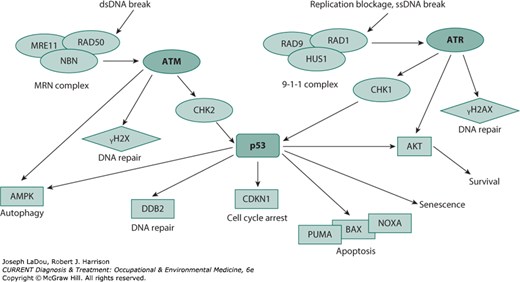 dsDNA break
Replication blockage, ssDNA break
MRE11
RAD50
NBN
MRN complex
ATM
RAD9
RAD1
HUS1
9-1-1 complex
ATR
CHK2
CHK1
γH2X
DNA repair
γH2AX
DNA repair
p53
AKT
Survival
AMPK
Autophagy
DDB2
DNA repair
CDKN1
Cell cycle arrest
Senescence
PUMA
BAX
NOXA
Apoptosis
Joseph LaDou, Robert J. Harrison
CURRENT Diagnosis & Treatment: Occupational & Environmental Medicine, 6e
Copyright © McGraw Hill. All rights reserved.